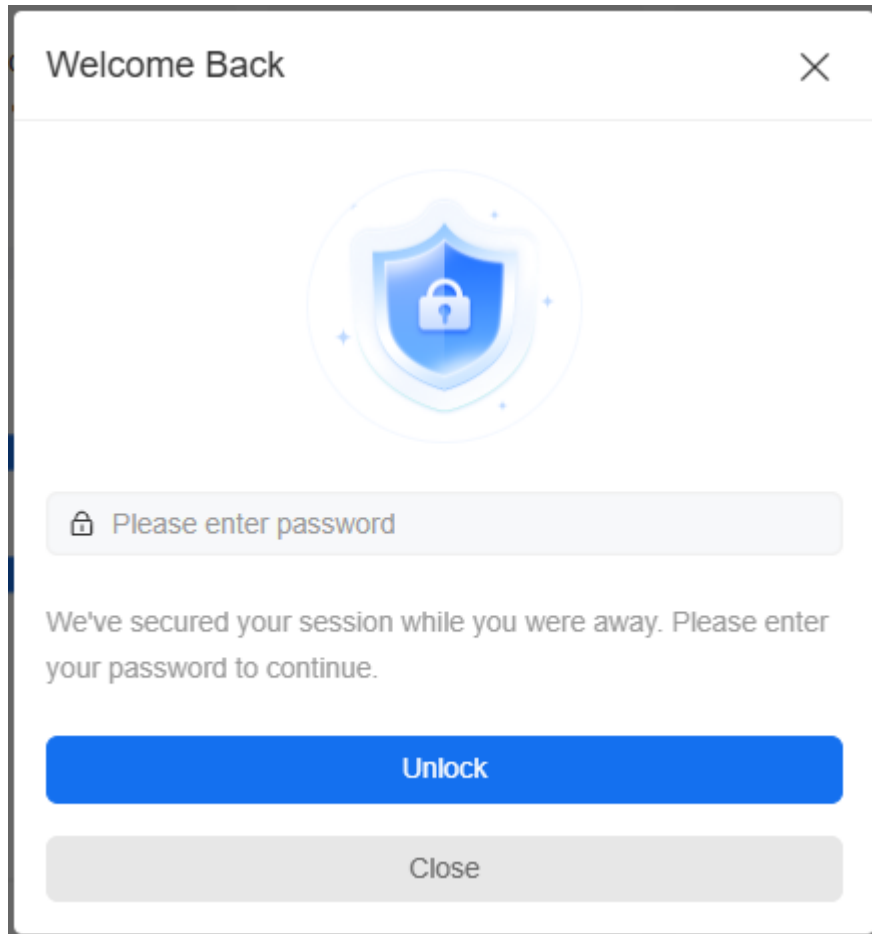 Welcome Back
Please enter password
We've secured your session while you were away. Please enter
your password to continue.
Unlock
Close